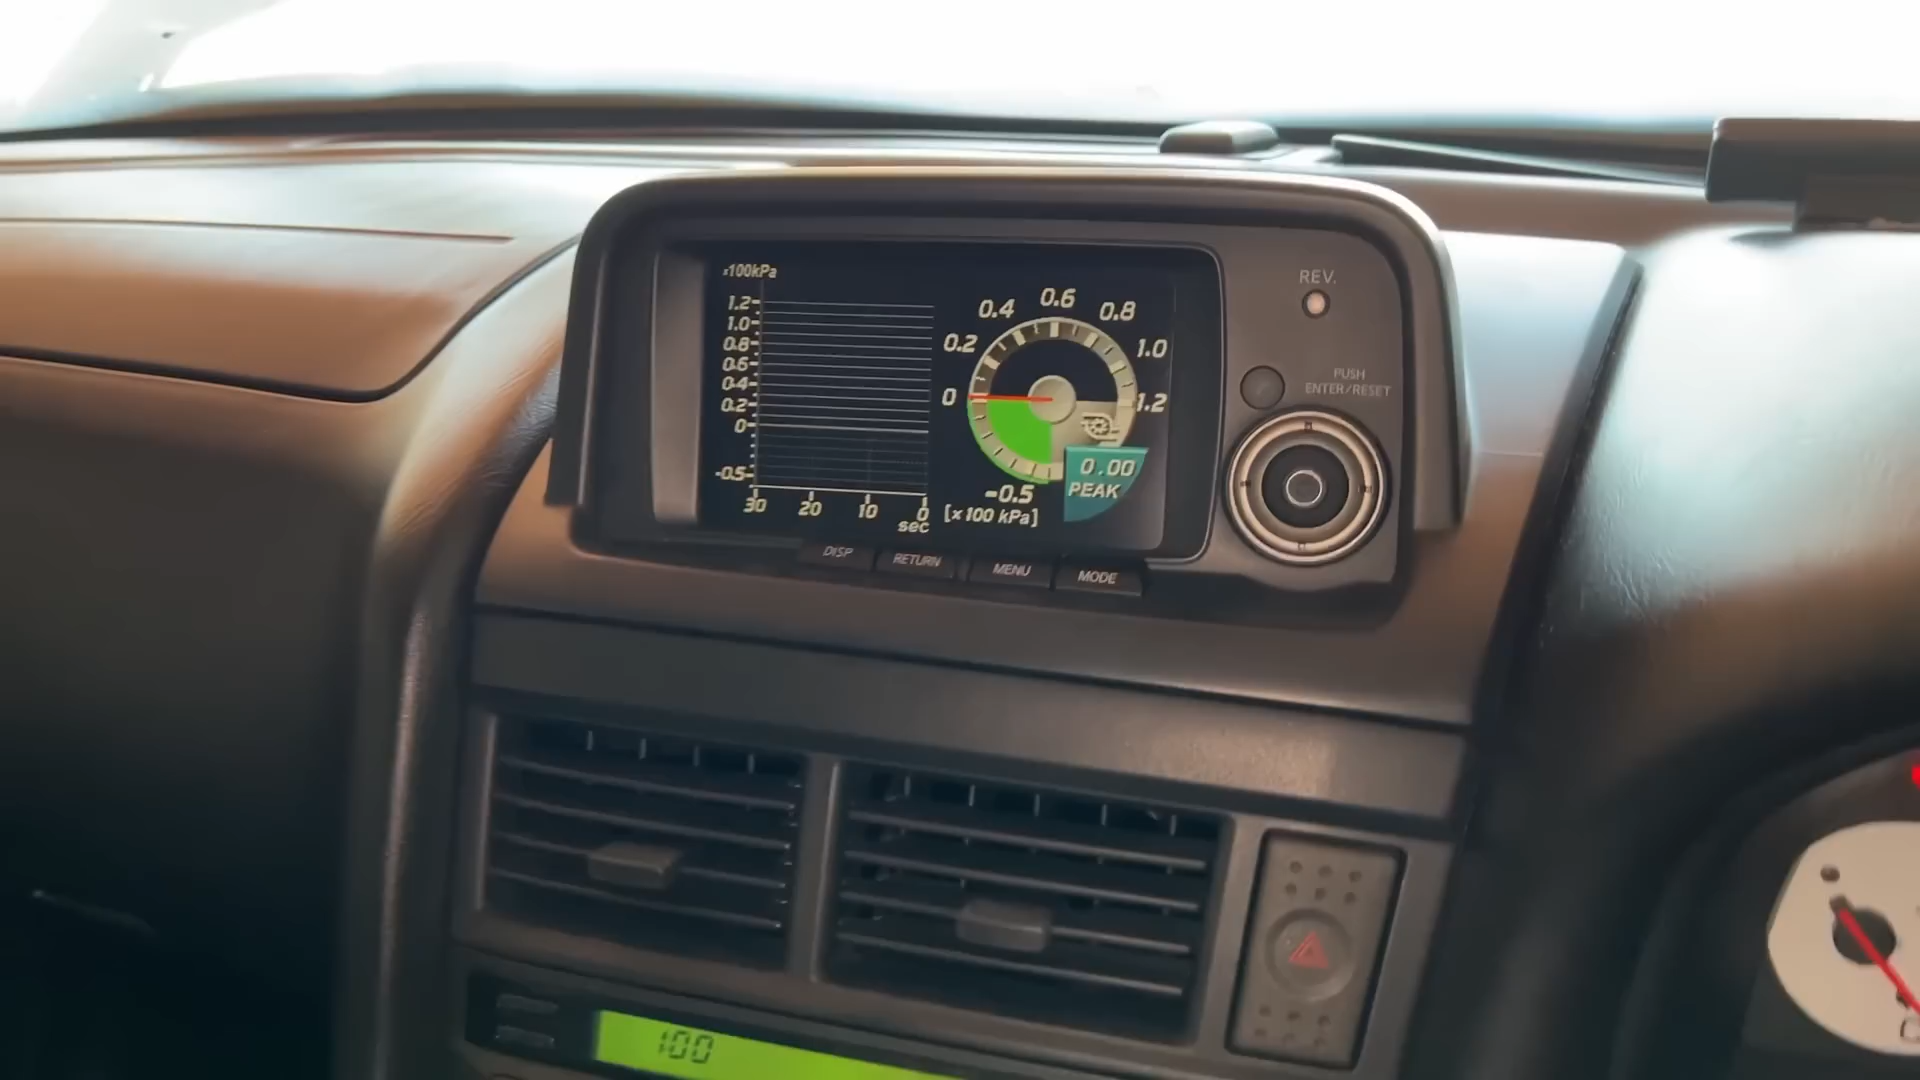 x100kPa
1.2
1.0
0.8
0.6
0.4
0.2
0
-0.5
30 20 10 0
sec
0.4 0.6 0.8
0.2 1.0
0 1.2
-0.5
[x100 kPa]
0.00
PEAK
REV.
PUSH
ENTER/RESET
DISP RETURN MENU MODE
100